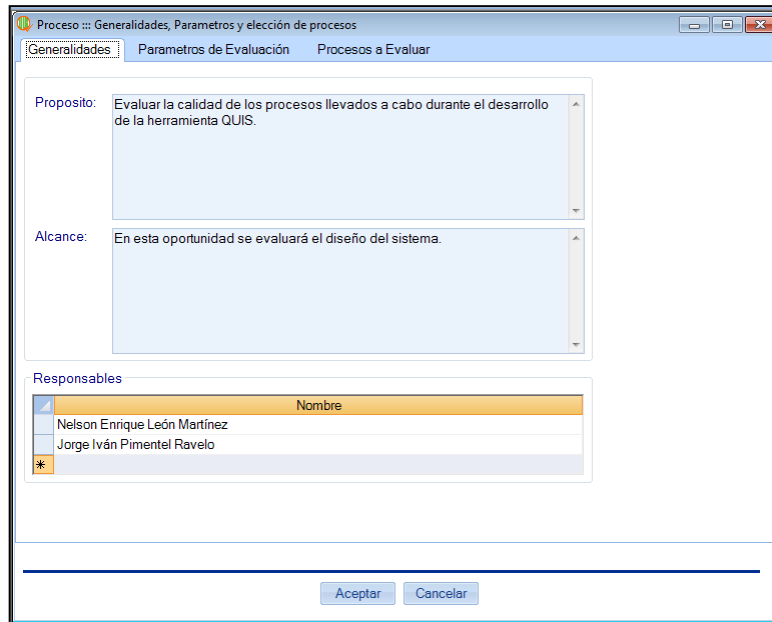 Proceso ::: Generalidades, Parametros y elección de procesos
Generalidades Parametros de Evaluación Procesos a Evaluar
Proposito: Evaluar la calidad de los procesos llevados a cabo durante el desarrollo
de la herramienta QUIS.
Alcance: En esta oportunidad se evaluará el diseño del sistema.
Responsables
Nombre
Nelson Enrique León Martínez
Jorge Iván Pimentel Ravelo
Aceptar Cancelar